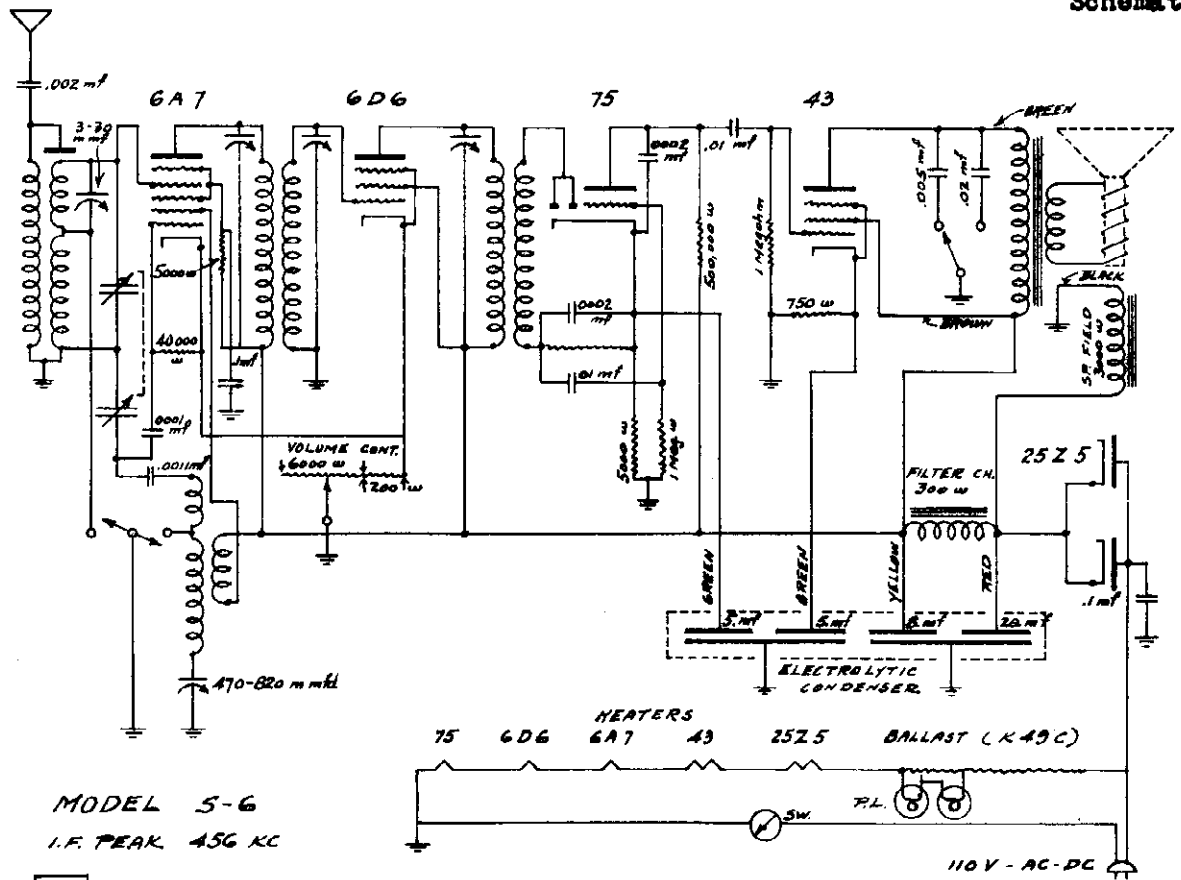 Schemat
.002 mf
6A7
6D6
75
43
GREEN
3-30
m mf
.0002
mf
.01 mf
.005 mf
.02 mf
500,000 w
1 Megohm
5000 w
750 w
BROWN
BLACK
SP. FIELD
3000 w
.0002
mf
40000
w
.1 mf
.01 mf
.0001
mf
.0011 mf
VOLUME CONT.
6000 w
200 w
5000 w
1 Meg w
FILTER CH.
300 w
25Z5
GREEN
GREEN
YELLOW
RED
.1 mf
5. mf
5. mf
8. mf
20 mf
ELECTROLYTIC
CONDENSER
470-820 m mfd
HEATERS
75 6D6 6A7 43 25Z5 BALLAST (K49C)
P.L.
SW.
MODEL 5-6
I.F. PEAK 456 KC
110 V - AC-DC